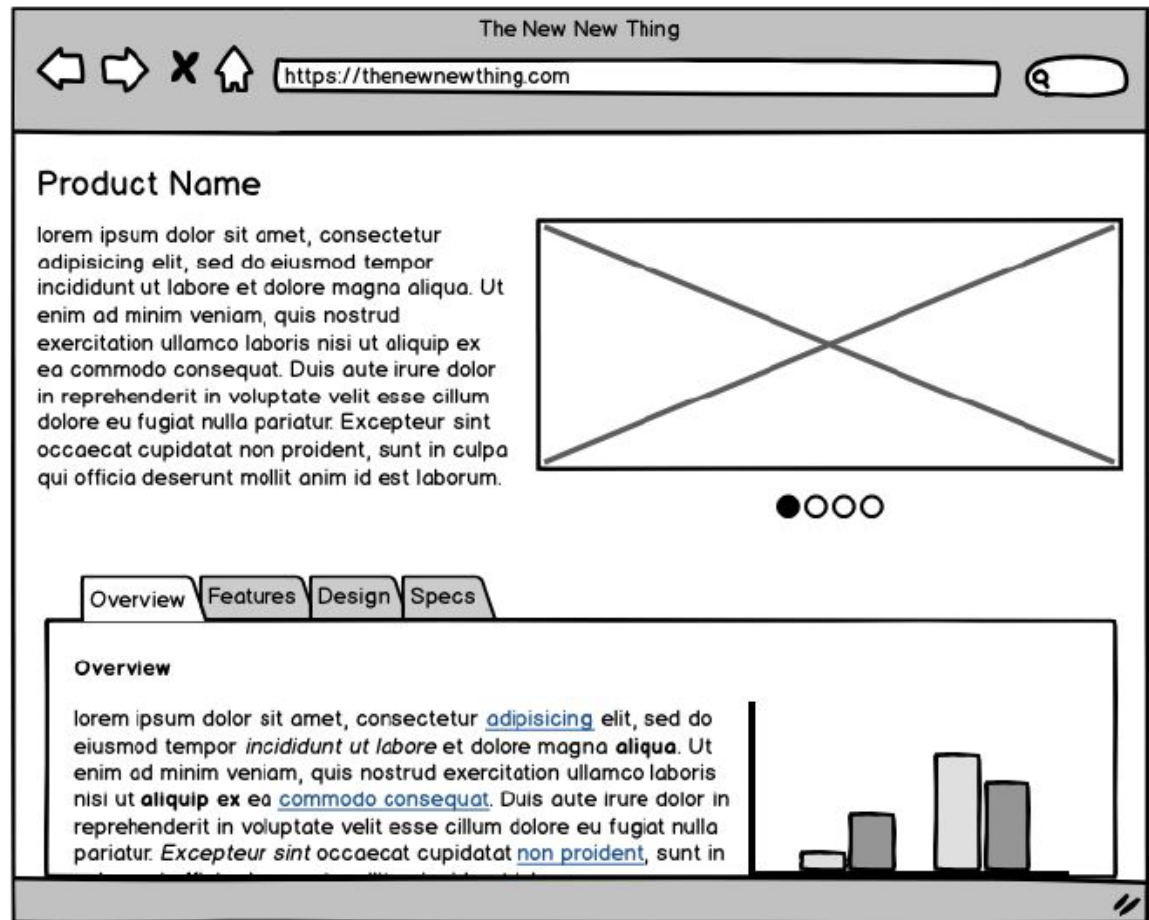 The New New Thing
https://thenewnewthing.com
Product Name
lorem ipsum dolor sit amet, consectetur
adipisicing elit, sed do eiusmod tempor
incididunt ut labore et dolore magna aliqua. Ut
enim ad minim veniam, quis nostrud
exercitation ullamco laboris nisi ut aliquip ex
ea commodo consequat. Duis aute irure dolor
in reprehenderit in voluptate velit esse cillum
dolore eu fugiat nulla pariatur. Excepteur sint
occaecat cupidatat non proident, sunt in culpa
qui officia deserunt mollit anim id est laborum.
Overview Features Design Specs
Overview
lorem ipsum dolor sit amet, consectetur adipisicing elit, sed do
eiusmod tempor incididunt ut labore et dolore magna aliqua. Ut
enim ad minim veniam, quis nostrud exercitation ullamco laboris
nisi ut aliquip ex ea commodo consequat. Duis aute irure dolor in
reprehenderit in voluptate velit esse cillum dolore eu fugiat nulla
pariatur. Excepteur sint occaecat cupidatat non proident, sunt in